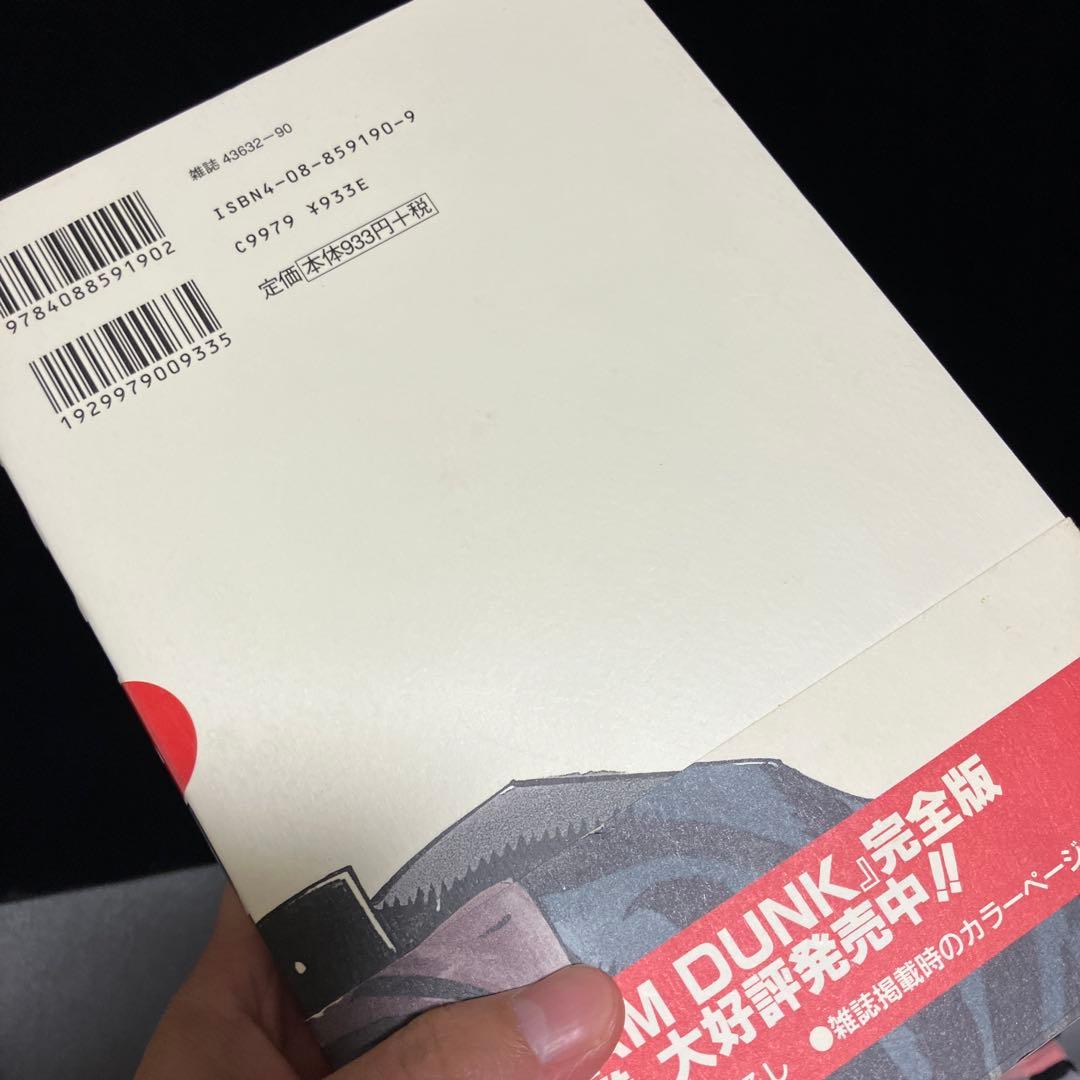 雑誌 43632-90
ISBN4-08-859190-9
C9979 ¥933E
定価 本体933円+税
9784088591902
1929979009335
AM DUNK』完全版
大好評発売中!!
●雑誌掲載時のカラーページ